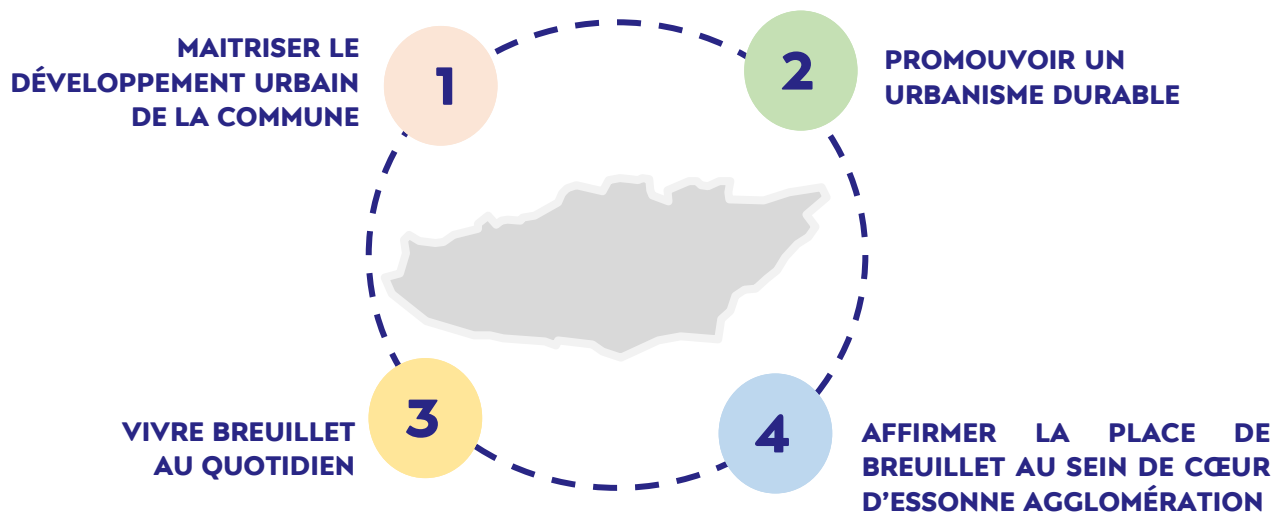 1
MAITRISER LE
DÉVELOPPEMENT URBAIN
DE LA COMMUNE
2
PROMOUVOIR UN
URBANISME DURABLE
3
VIVRE BREUILLET
AU QUOTIDIEN
4
AFFIRMER LA PLACE DE
BREUILLET AU SEIN DE CŒUR
D'ESSONNE AGGLOMÉRATION